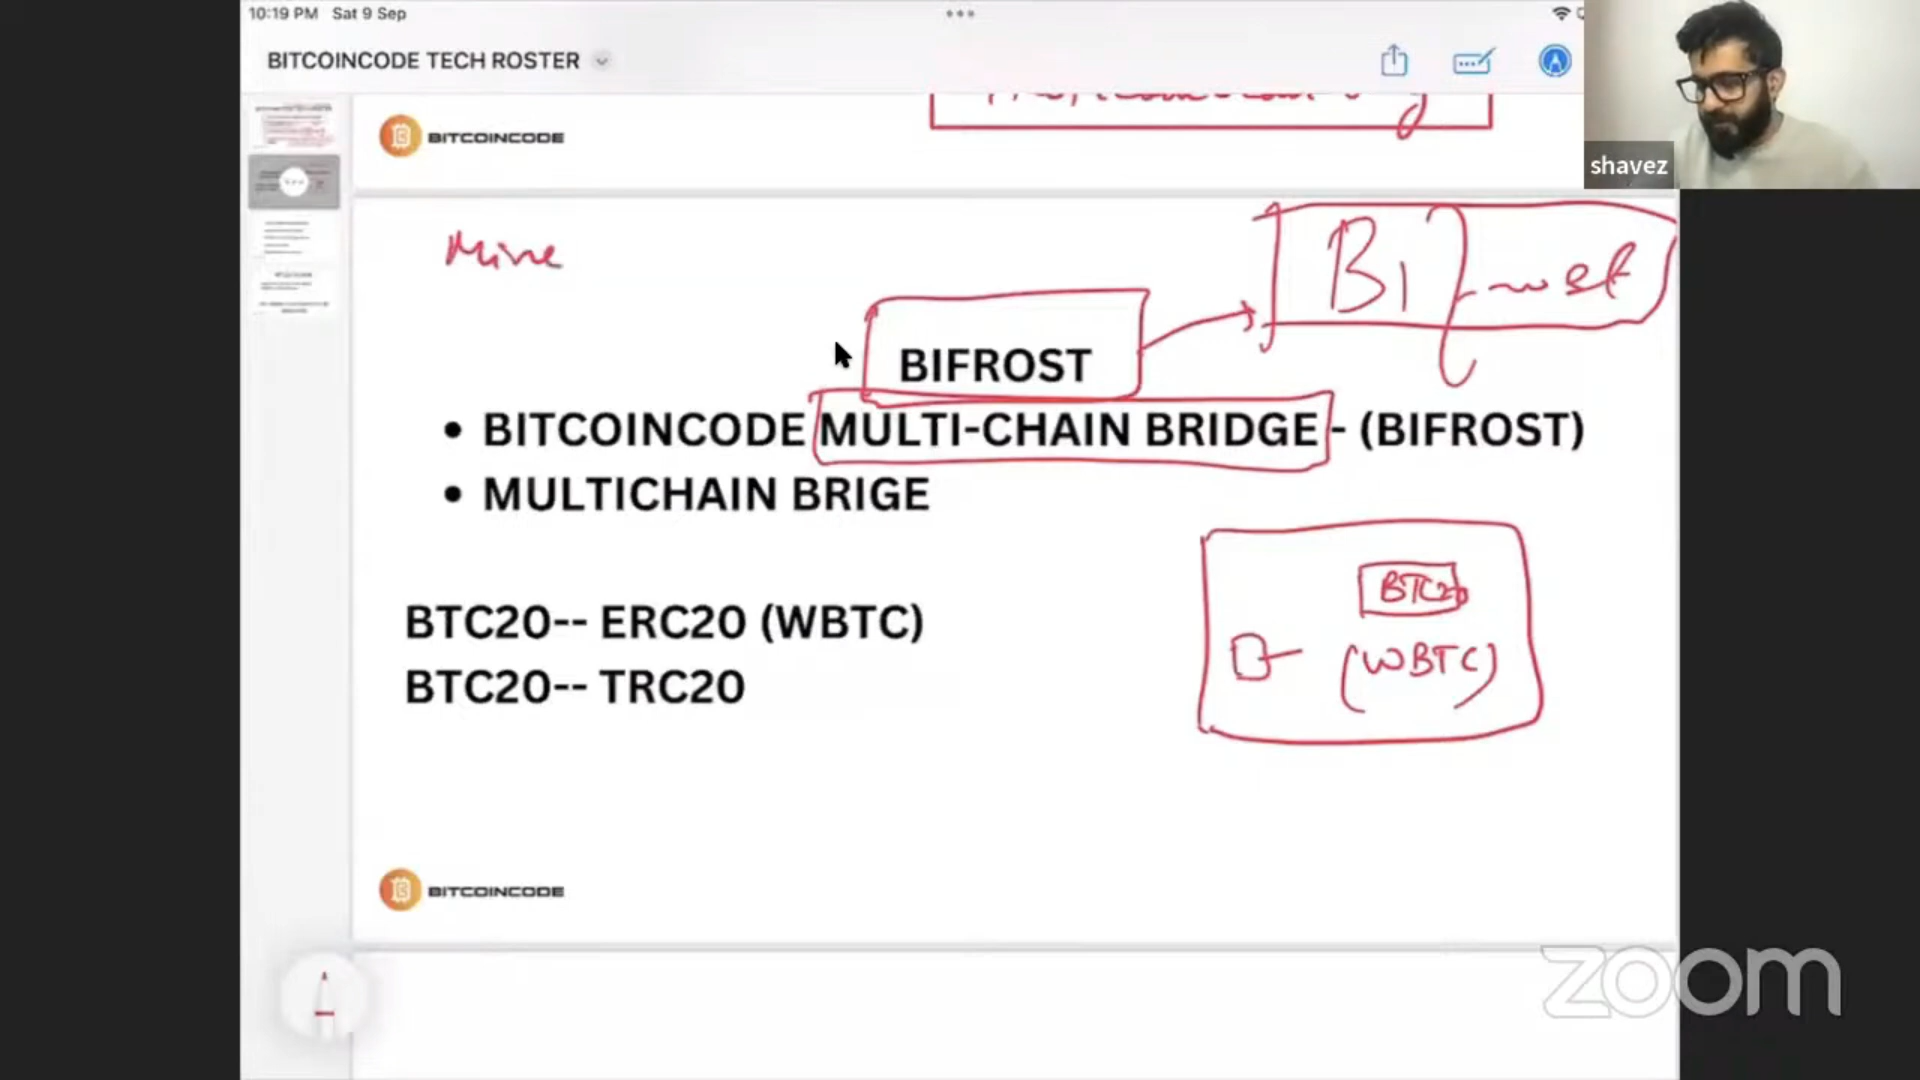 10:19 PM Sat 9 Sep
BITCOINCODE TECH ROSTER
shavez
BITCOINCODE
Mine
BIFROST
• BITCOINCODE MULTI-CHAIN BRIDGE - (BIFROST)
• MULTICHAIN BRIGE
BTC20
BTC20-- ERC20 (WBTC)
(WBTC)
BTC20-- TRC20
BITCOINCODE
zoom